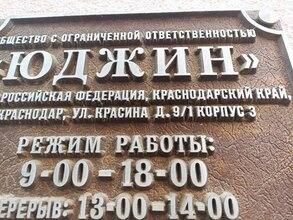 ОБЩЕСТВО С ОГРАНИЧЕННОЙ ОТВЕТСТВЕННОСТЬЮ
«ЮДЖИН»
РОССИЙСКАЯ ФЕДЕРАЦИЯ, КРАСНОДАРСКИЙ КРАЙ,
КРАСНОДАР, УЛ. КРАСИНА Д. 9/1 КОРПУС 3
РЕЖИМ РАБОТЫ:
9-00 - 18-00
ПЕРЕРЫВ: 13-00-14-00